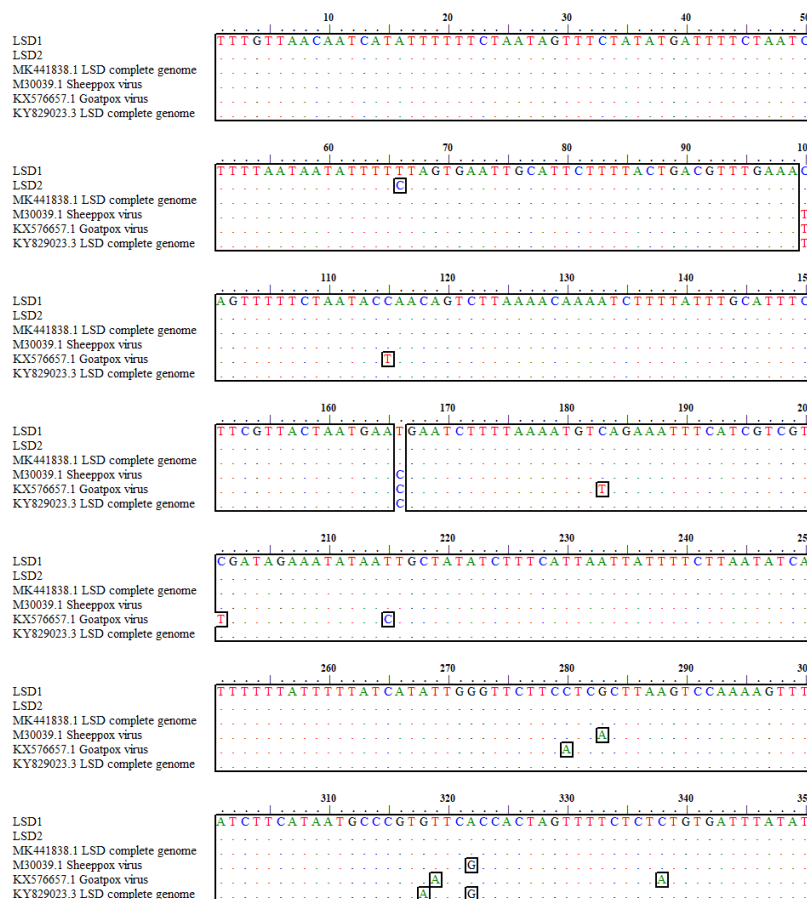 10 20 30 40 50
LSD1 TTTGTTAACAATCATATTTTTTCTAATAGTTTCTATATGATTTTCTAATC
LSD2
MK441838.1 LSD complete genome
M30039.1 Sheeppox virus
KX576657.1 Goatpox virus
KY829023.3 LSD complete genome
60 70 80 90 10
LSD1 TTTTAATAATATTTTTTAGTGAATTGCATTCTTTTACTGACGTTTGAAAC
LSD2 C
MK441838.1 LSD complete genome
M30039.1 Sheeppox virus T
KX576657.1 Goatpox virus T
KY829023.3 LSD complete genome T
110 120 130 140 15
LSD1 AGTTTTTCTAATACCAACAGTCTTAAAACAAAATCTTTTATTTGCATTTC
LSD2
MK441838.1 LSD complete genome
M30039.1 Sheeppox virus
KX576657.1 Goatpox virus T
KY829023.3 LSD complete genome
160 170 180 190 20
LSD1 TTCGTTACTAATGAATGAATCTTTTAAAATGTCAGAAATTTCATCGTCGT
LSD2
MK441838.1 LSD complete genome
M30039.1 Sheeppox virus C
KX576657.1 Goatpox virus C T
KY829023.3 LSD complete genome C
210 220 230 240 25
LSD1 CGATAGAAATATAATTGCTATATCTTTCATTAATTATTTTCTTAATATCA
LSD2
MK441838.1 LSD complete genome
M30039.1 Sheeppox virus
KX576657.1 Goatpox virus T C
KY829023.3 LSD complete genome
260 270 280 290 30
LSD1 TTTTTTATTTTTATCATATTGGGTTCTTCCTCGCTTAAGTCCAAAAGTTT
LSD2
MK441838.1 LSD complete genome
M30039.1 Sheeppox virus A
KX576657.1 Goatpox virus A
KY829023.3 LSD complete genome
310 320 330 340 35
LSD1 ATCTTCATAATGCCCGTGTTCACCACTAGTTTTCTCTCTGTGATTTATAT
LSD2
MK441838.1 LSD complete genome
M30039.1 Sheeppox virus G
KX576657.1 Goatpox virus A A
KY829023.3 LSD complete genome A G